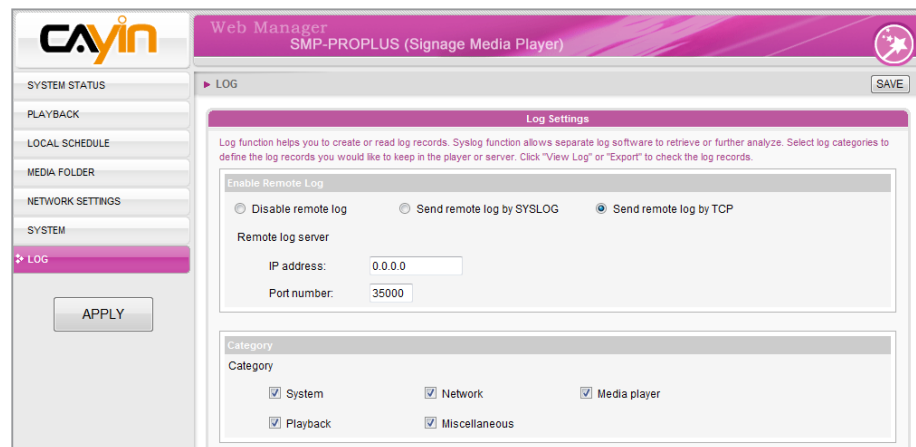 CAYIN
Web Manager
SMP-PROPLUS (Signage Media Player)
SYSTEM STATUS
PLAYBACK
LOCAL SCHEDULE
MEDIA FOLDER
NETWORK SETTINGS
SYSTEM
LOG
APPLY
LOG
SAVE
Log Settings
Log function helps you to create or read log records. Syslog function allows separate log software to retrieve or further analyze. Select log categories to
define the log records you would like to keep in the player or server. Click "View Log" or "Export" to check the log records.
Enable Remote Log
Disable remote log Send remote log by SYSLOG Send remote log by TCP
Remote log server
IP address: 0.0.0.0
Port number: 35000
Category
Category
System Network Media player
Playback Miscellaneous